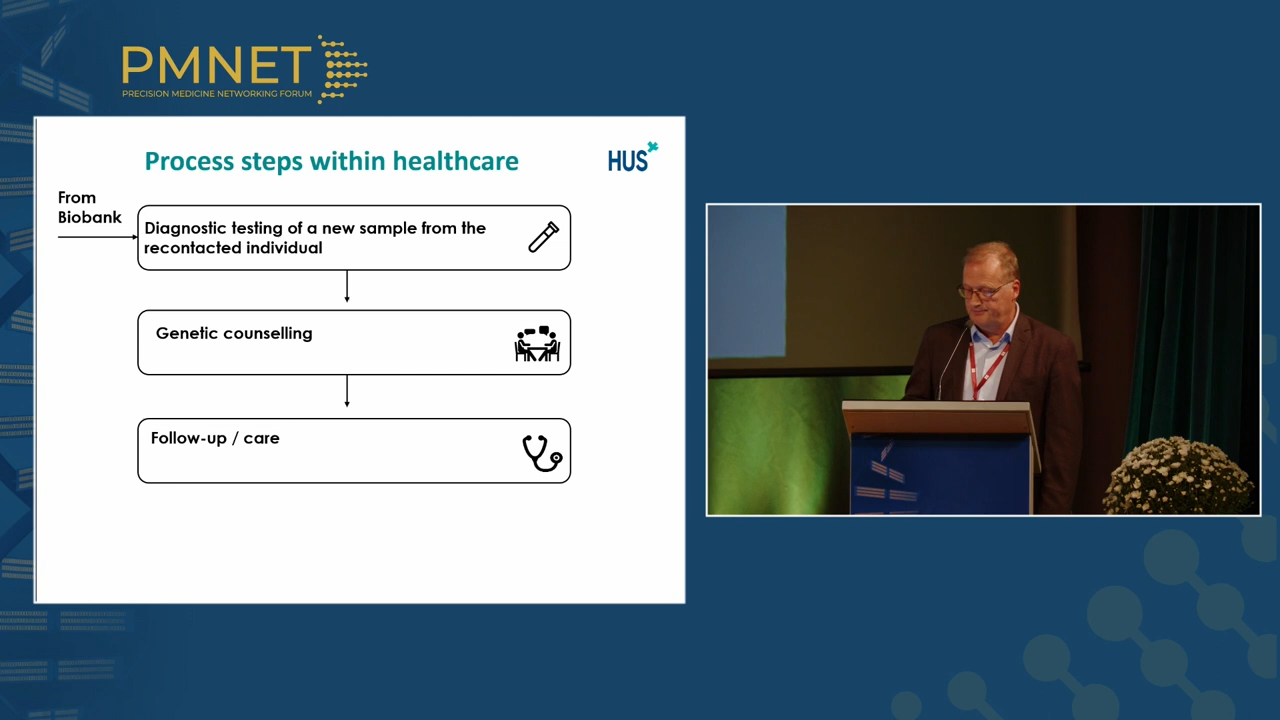 PMNET
PRECISION MEDICINE NETWORKING FORUM
Process steps within healthcare
HUS
From
Biobank
Diagnostic testing of a new sample from the
recontacted individual
Genetic counselling
Follow-up / care